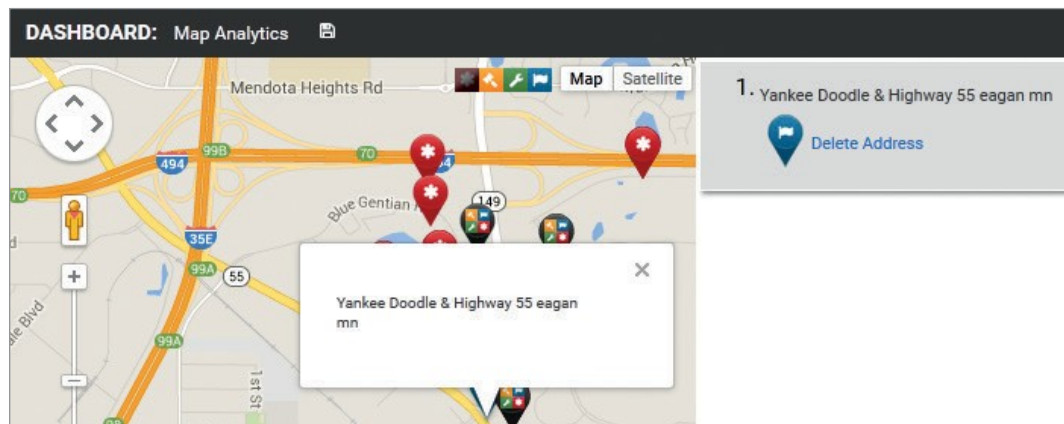 DASHBOARD: Map Analytics
Mendota Heights Rd
Map Satellite
1. Yankee Doodle & Highway 55 eagan mn
Delete Address
99B
70
494
70
Blue Gentian
149
35E
99A
55
Yankee Doodle & Highway 55 eagan
mn
Blvd
99A
1st St